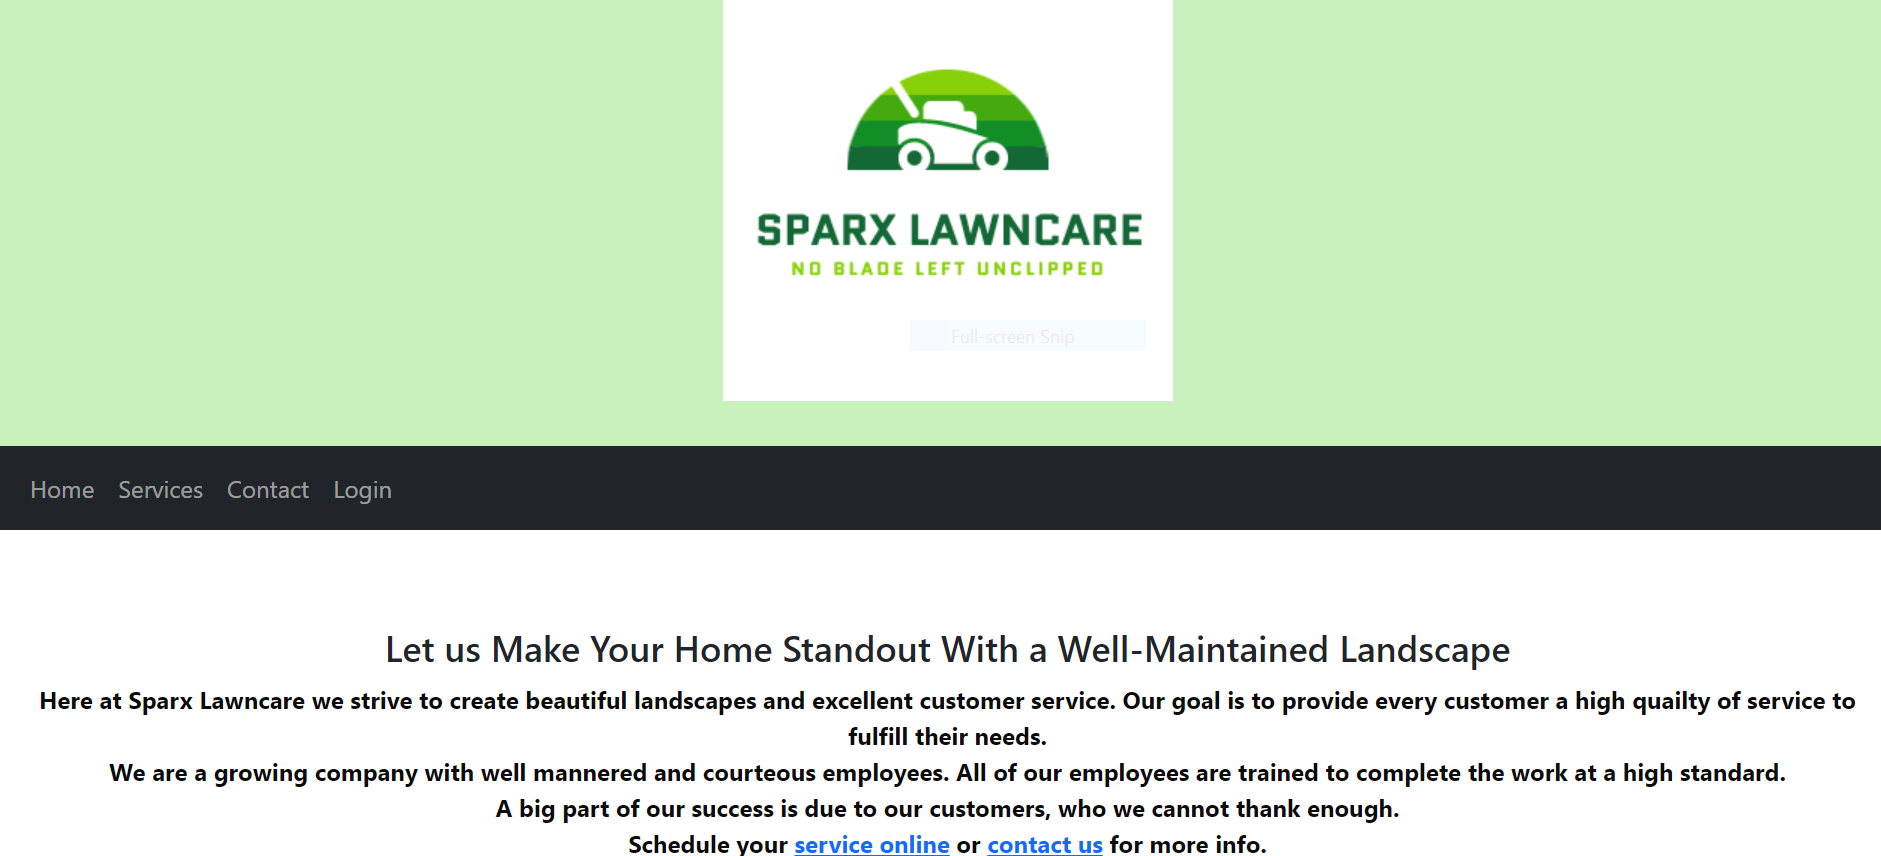 SPARX LAWNCARE
NO BLADE LEFT UNCLIPPED
Full-screen Snip
Home Services Contact Login
Let us Make Your Home Standout With a Well-Maintained Landscape
Here at Sparx Lawncare we strive to create beautiful landscapes and excellent customer service. Our goal is to provide every customer a high quailty of service to
fulfill their needs.
We are a growing company with well mannered and courteous employees. All of our employees are trained to complete the work at a high standard.
A big part of our success is due to our customers, who we cannot thank enough.
Schedule your service online or contact us for more info.